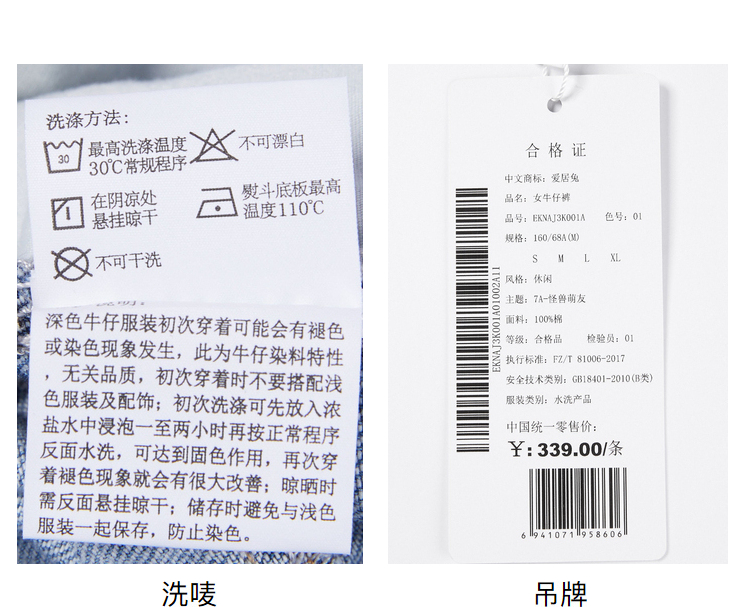 洗涤方法:
30
最高洗涤温度
30℃常规程序
不可漂白
在阴凉处
悬挂晾干
熨斗底板最高
温度110℃
不可干洗
深色牛仔服装初次穿着可能会有褪色
或染色现象发生，此为牛仔染料特性
，无关品质，初次穿着时不要搭配浅
色服装及配饰；初次洗涤可先放入浓
盐水中浸泡一至两小时再按正常程序
反面水洗，可达到固色作用，再次穿
着褪色现象就会有很大改善；晾晒时
需反面悬挂晾干；储存时避免与浅色
服装一起保存，防止染色。
洗唛
合格证
中文商标: 爱居兔
品名: 女牛仔裤
品号: EKNAJ3K001A 色号: 01
规格: 160/68A(M)
S M L XL
风格: 休闲
主题: 7A-怪兽萌友
面料: 100%棉
等级: 合格品 检验员: 01
执行标准: FZ/T 81006-2017
安全技术类别: GB18401-2010(B类)
服装类别: 水洗产品
中国统一零售价:
¥: 339.00/条
EKNAJ3K001A01002A11
6 941071 958606
吊牌